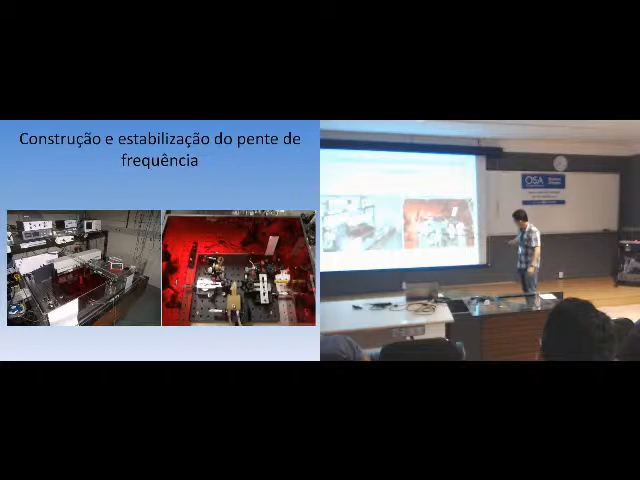 Construção e estabilização do pente de
frequência
OSA